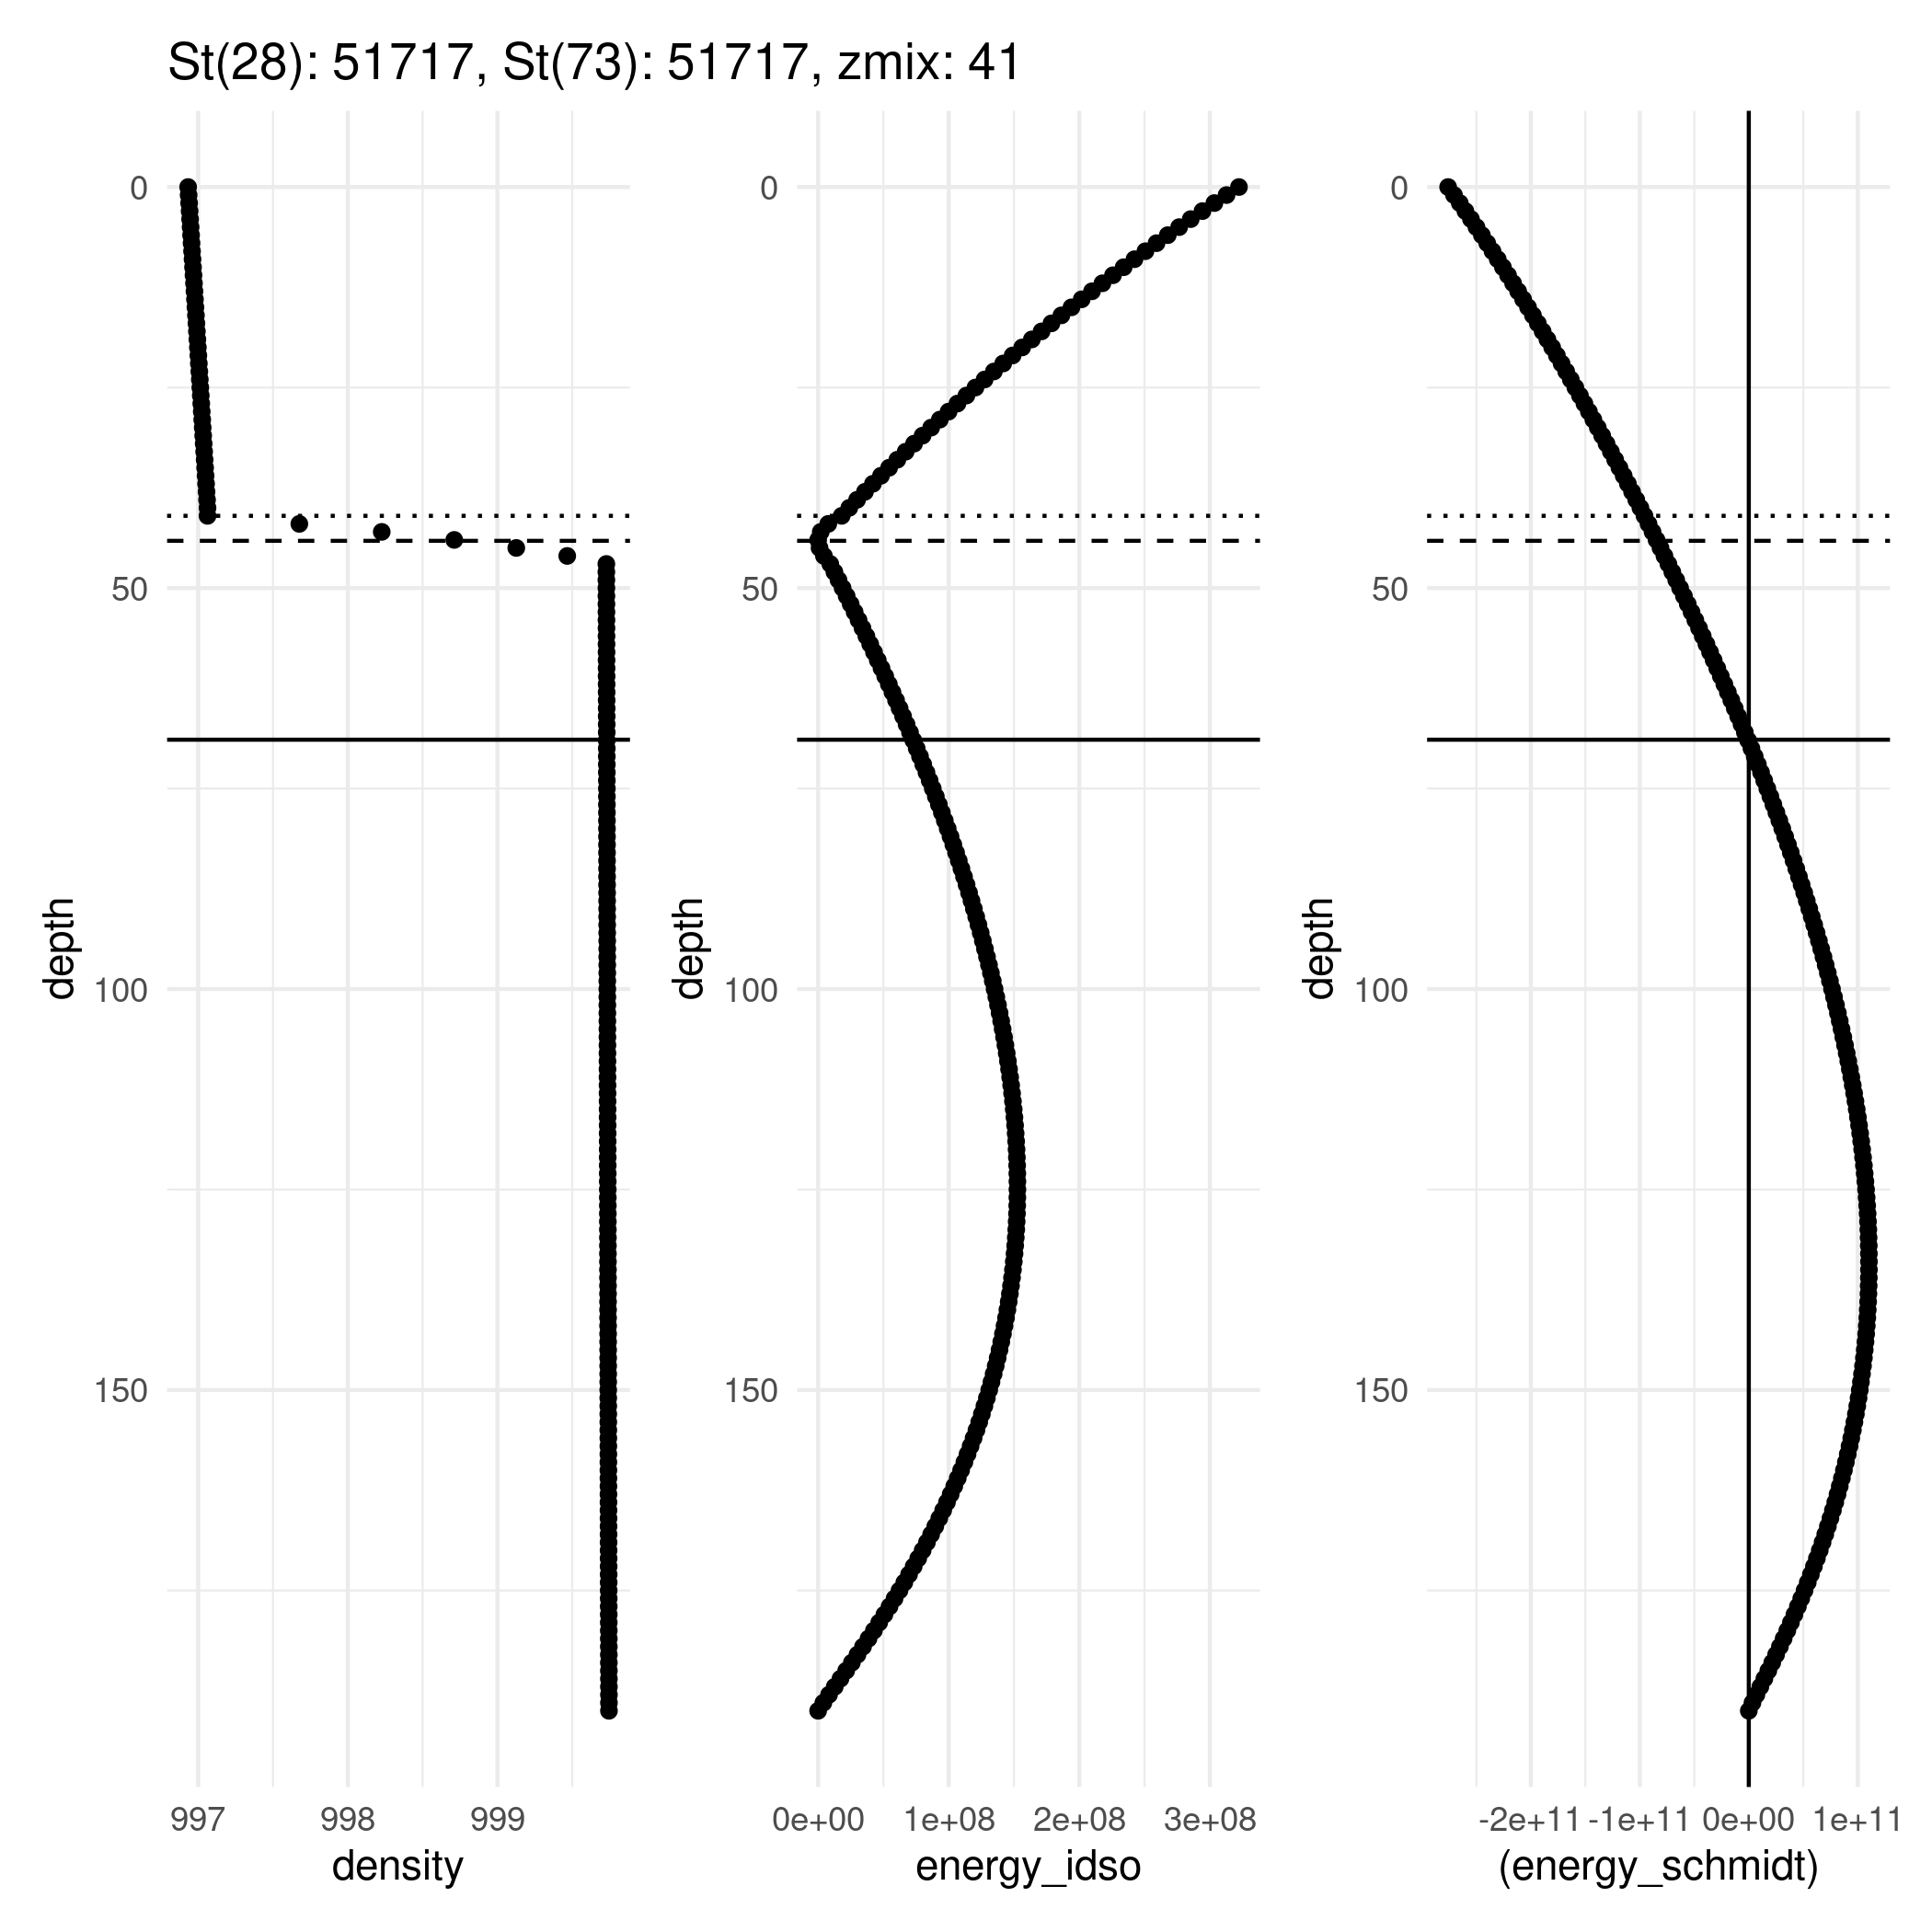 St(28): 51717, St(73): 51717, zmix: 41
0
50
100
150
depth
997 998 999
density
0
50
100
150
depth
0e+00 1e+08 2e+08 3e+08
energy_idso
0
50
100
150
depth
-2e+11 -1e+11 0e+00 1e+11
(energy_schmidt)